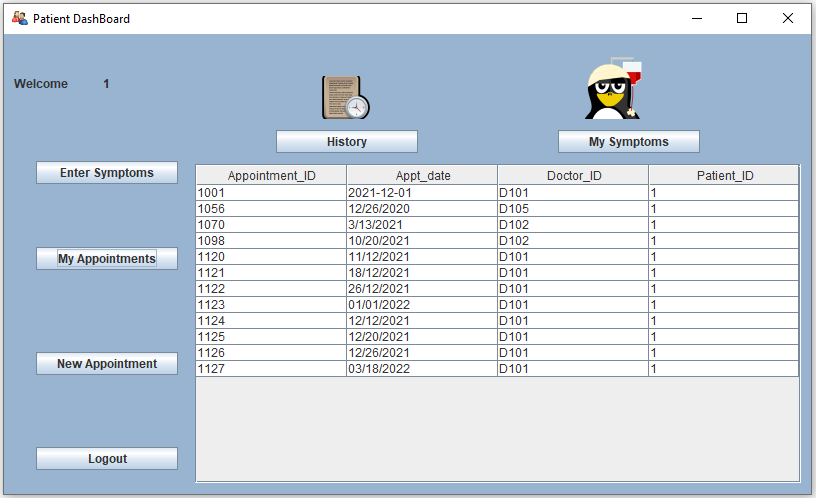 Patient DashBoard
Welcome 1
History My Symptoms
Enter Symptoms
My Appointments
New Appointment
Logout
Appointment_ID Appt_date Doctor_ID Patient_ID
1001 2021-12-01 D101 1
1056 12/26/2020 D105 1
1070 3/13/2021 D102 1
1098 10/20/2021 D102 1
1120 11/12/2021 D101 1
1121 18/12/2021 D101 1
1122 26/12/2021 D101 1
1123 01/01/2022 D101 1
1124 12/12/2021 D101 1
1125 12/20/2021 D101 1
1126 12/26/2021 D101 1
1127 03/18/2022 D101 1